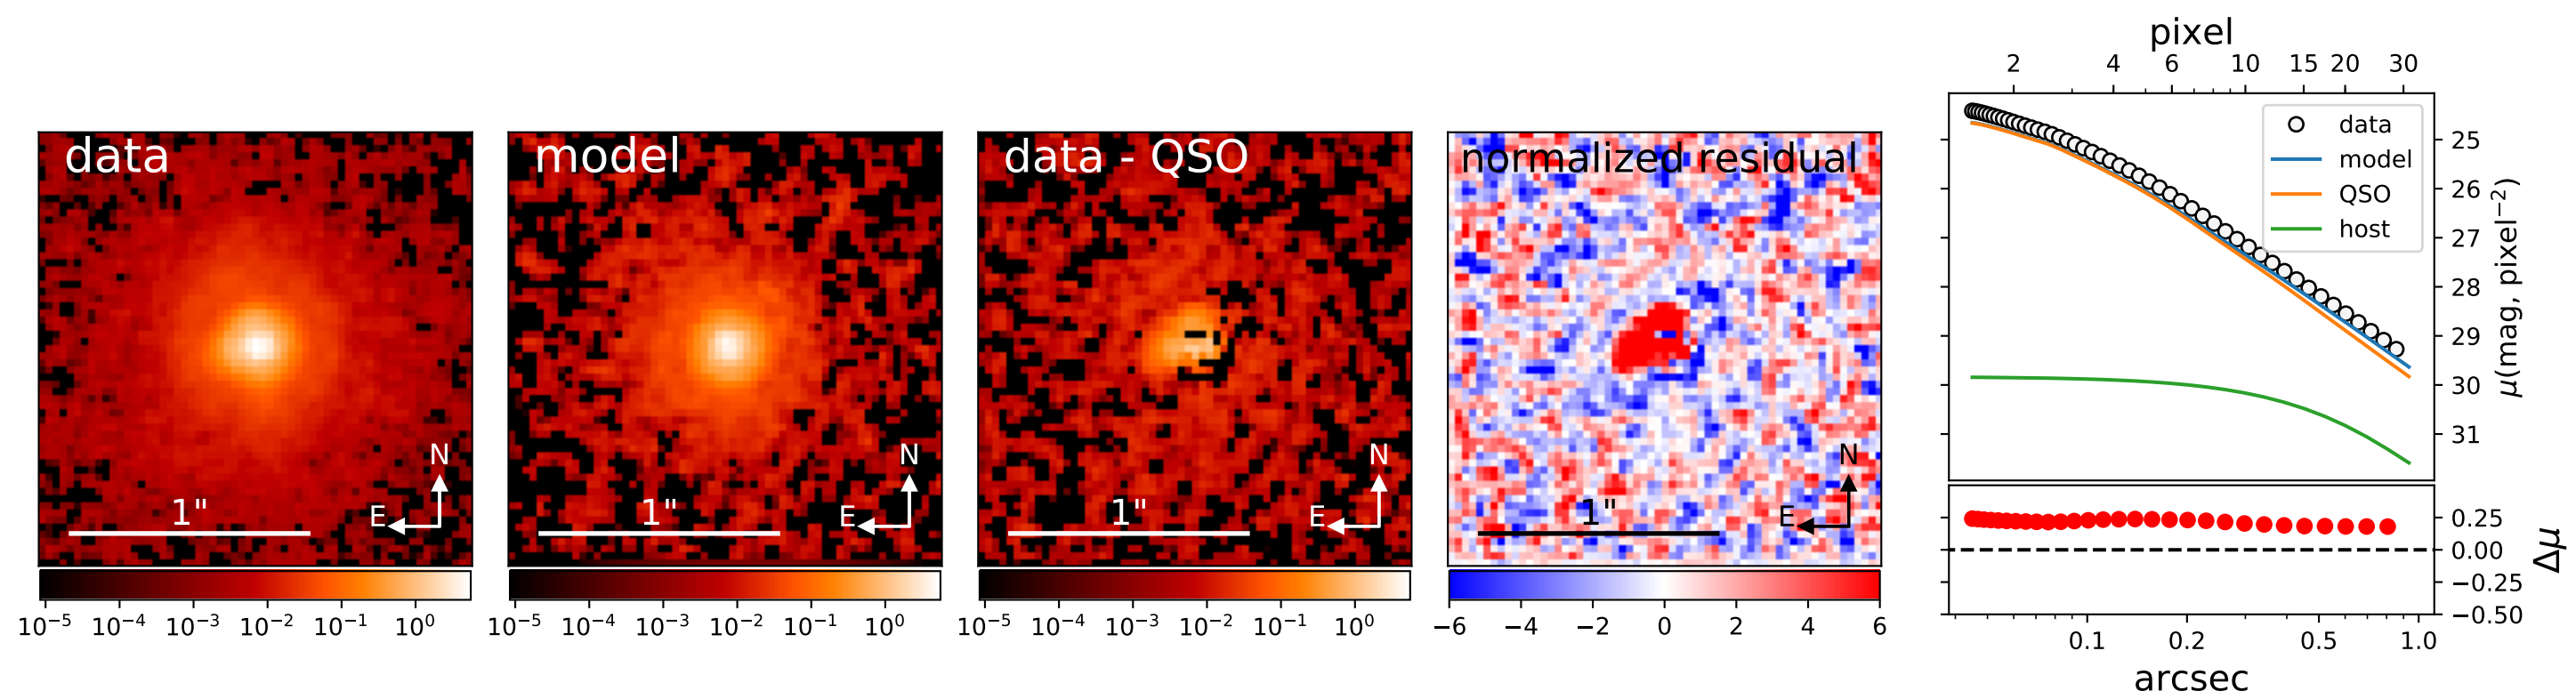 data
N
E
1"
10⁻⁵ 10⁻⁴ 10⁻³ 10⁻² 10⁻¹ 10⁰
model
N
E
1"
10⁻⁵ 10⁻⁴ 10⁻³ 10⁻² 10⁻¹ 10⁰
data - QSO
N
E
1"
10⁻⁵ 10⁻⁴ 10⁻³ 10⁻² 10⁻¹ 10⁰
normalized residual
N
E
1"
−6 −4 −2 0 2 4 6
pixel
2 4 6 10 15 20 30
data
model
QSO
host
25
26
27
28
29
30
31
μ(mag, pixel⁻²)
0.25
0.00
−0.25
−0.50
Δμ
0.1 0.2 0.5 1.0
arcsec